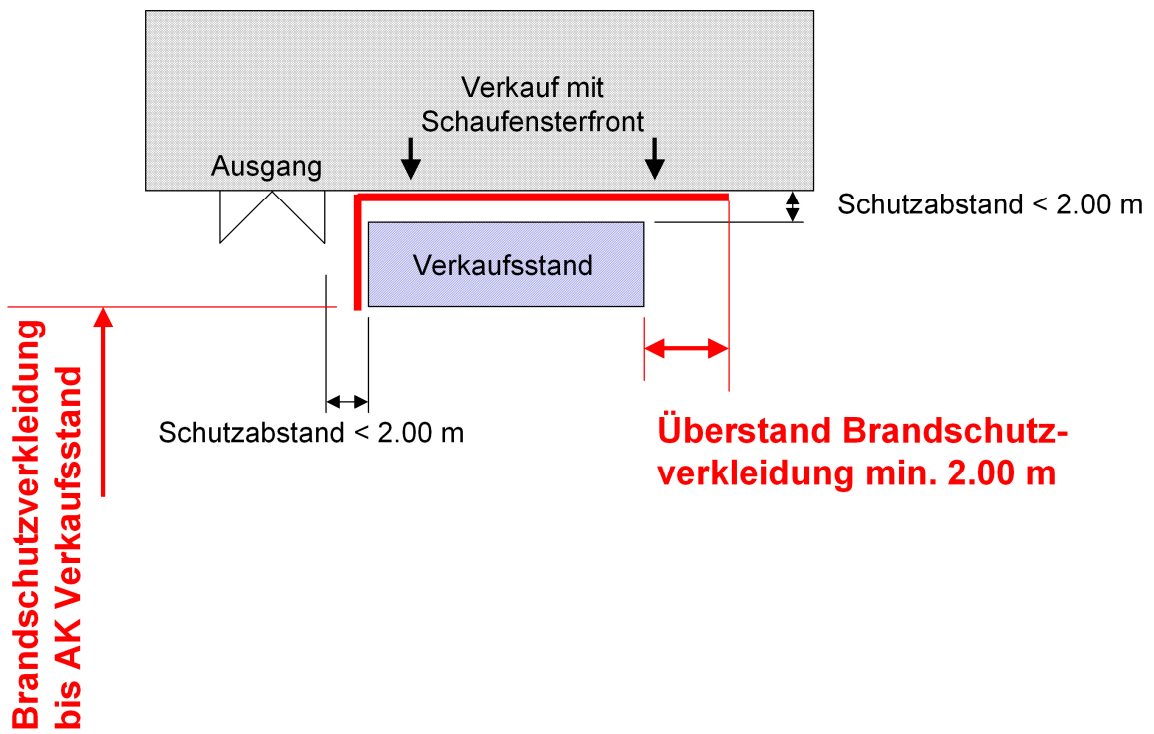 Verkauf mit
Schaufensterfront
Ausgang
Schutzabstand < 2.00 m
Verkaufsstand
Schutzabstand < 2.00 m
Überstand Brandschutz-
verkleidung min. 2.00 m
Brandschutzverkleidung
bis AK Verkaufsstand